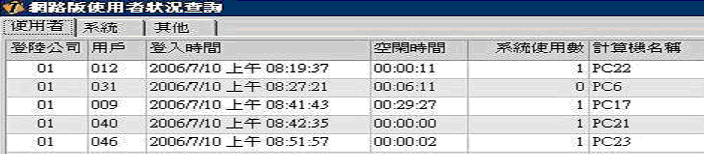 網路版使用者狀況查詢
使用者 系統 其他
登陸公司 用戶 登入時間 空閑時間 系統使用數 計算機名稱
01 012 2006/7/10 上午 08:19:37 00:00:11 1 PC22
01 031 2006/7/10 上午 08:27:21 00:06:11 0 PC6
01 009 2006/7/10 上午 08:41:43 00:29:27 1 PC17
01 040 2006/7/10 上午 08:42:35 00:00:00 1 PC21
01 046 2006/7/10 上午 08:51:57 00:00:02 1 PC23